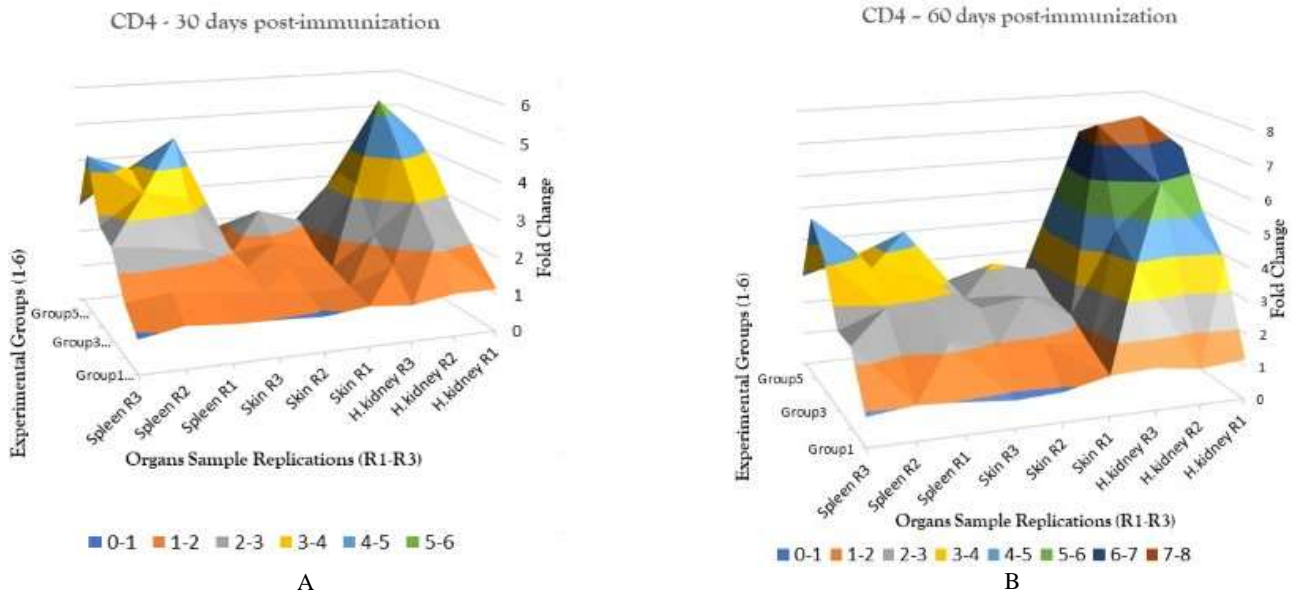 CD4 - 30 days post-immunization
6
5
4
3
2
1
0
Fold Change
Experimental Groups (1-6)
Group5...
Group3...
Group1...
Spleen R3
Spleen R2
Spleen R1
Skin R3
Skin R2
Skin R1
H.kidney R3
H.kidney R2
H.kidney R1
Organs Sample Replications (R1-R3)
0-1 1-2 2-3 3-4 4-5 5-6
A
CD4 – 60 days post-immunization
8
7
6
5
4
3
2
1
0
Fold Change
Experimental Groups (1-6)
Group5
Group3
Group1
Spleen R3
Spleen R2
Spleen R1
Skin R3
Skin R2
Skin R1
H.kidney R3
H.kidney R2
H.kidney R1
Organs Sample Replications (R1-R3)
0-1 1-2 2-3 3-4 4-5 5-6 6-7 7-8
B